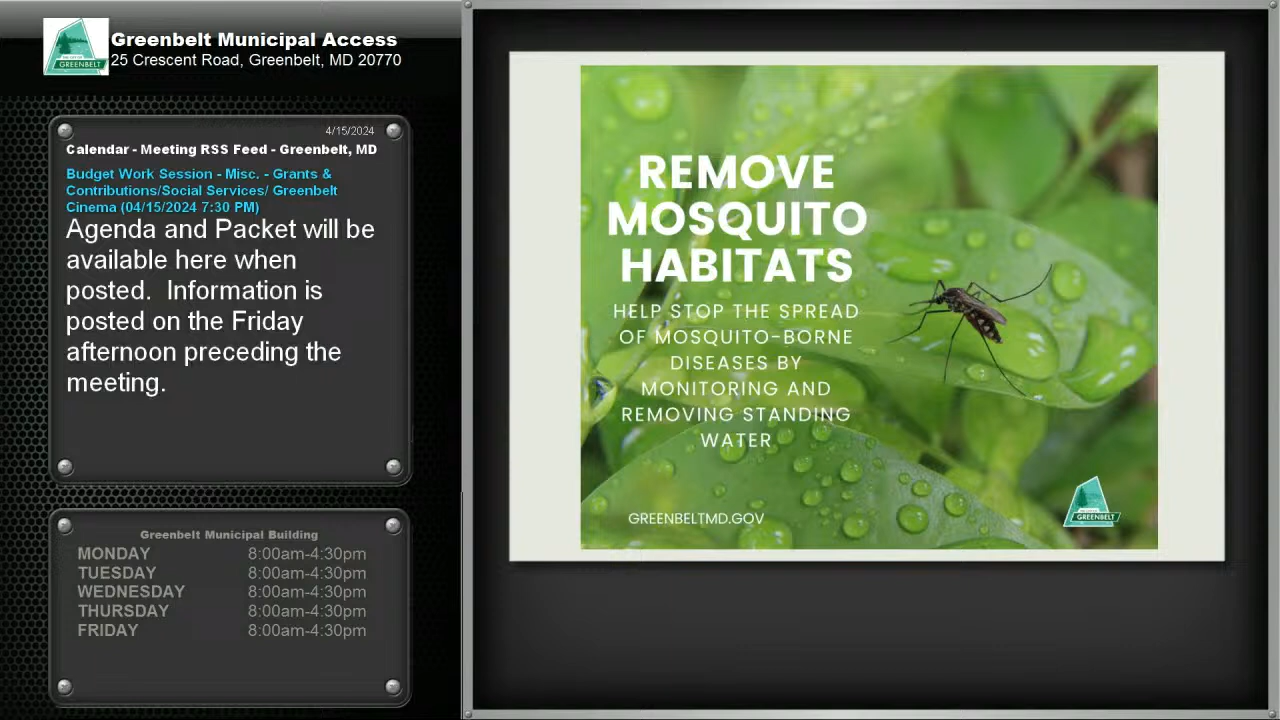 GREENBELT
Greenbelt Municipal Access
25 Crescent Road, Greenbelt, MD 20770
4/15/2024
Calendar - Meeting RSS Feed - Greenbelt, MD
Budget Work Session - Misc. - Grants &
Contributions/Social Services/ Greenbelt
Cinema (04/15/2024 7:30 PM)
Agenda and Packet will be
available here when
posted.  Information is
posted on the Friday
afternoon preceding the
meeting.
Greenbelt Municipal Building
MONDAY 8:00am-4:30pm
TUESDAY 8:00am-4:30pm
WEDNESDAY 8:00am-4:30pm
THURSDAY 8:00am-4:30pm
FRIDAY 8:00am-4:30pm
REMOVE
MOSQUITO
HABITATS
HELP STOP THE SPREAD
OF MOSQUITO-BORNE
DISEASES BY
MONITORING AND
REMOVING STANDING
WATER
GREENBELTMD.GOV
GREENBELT